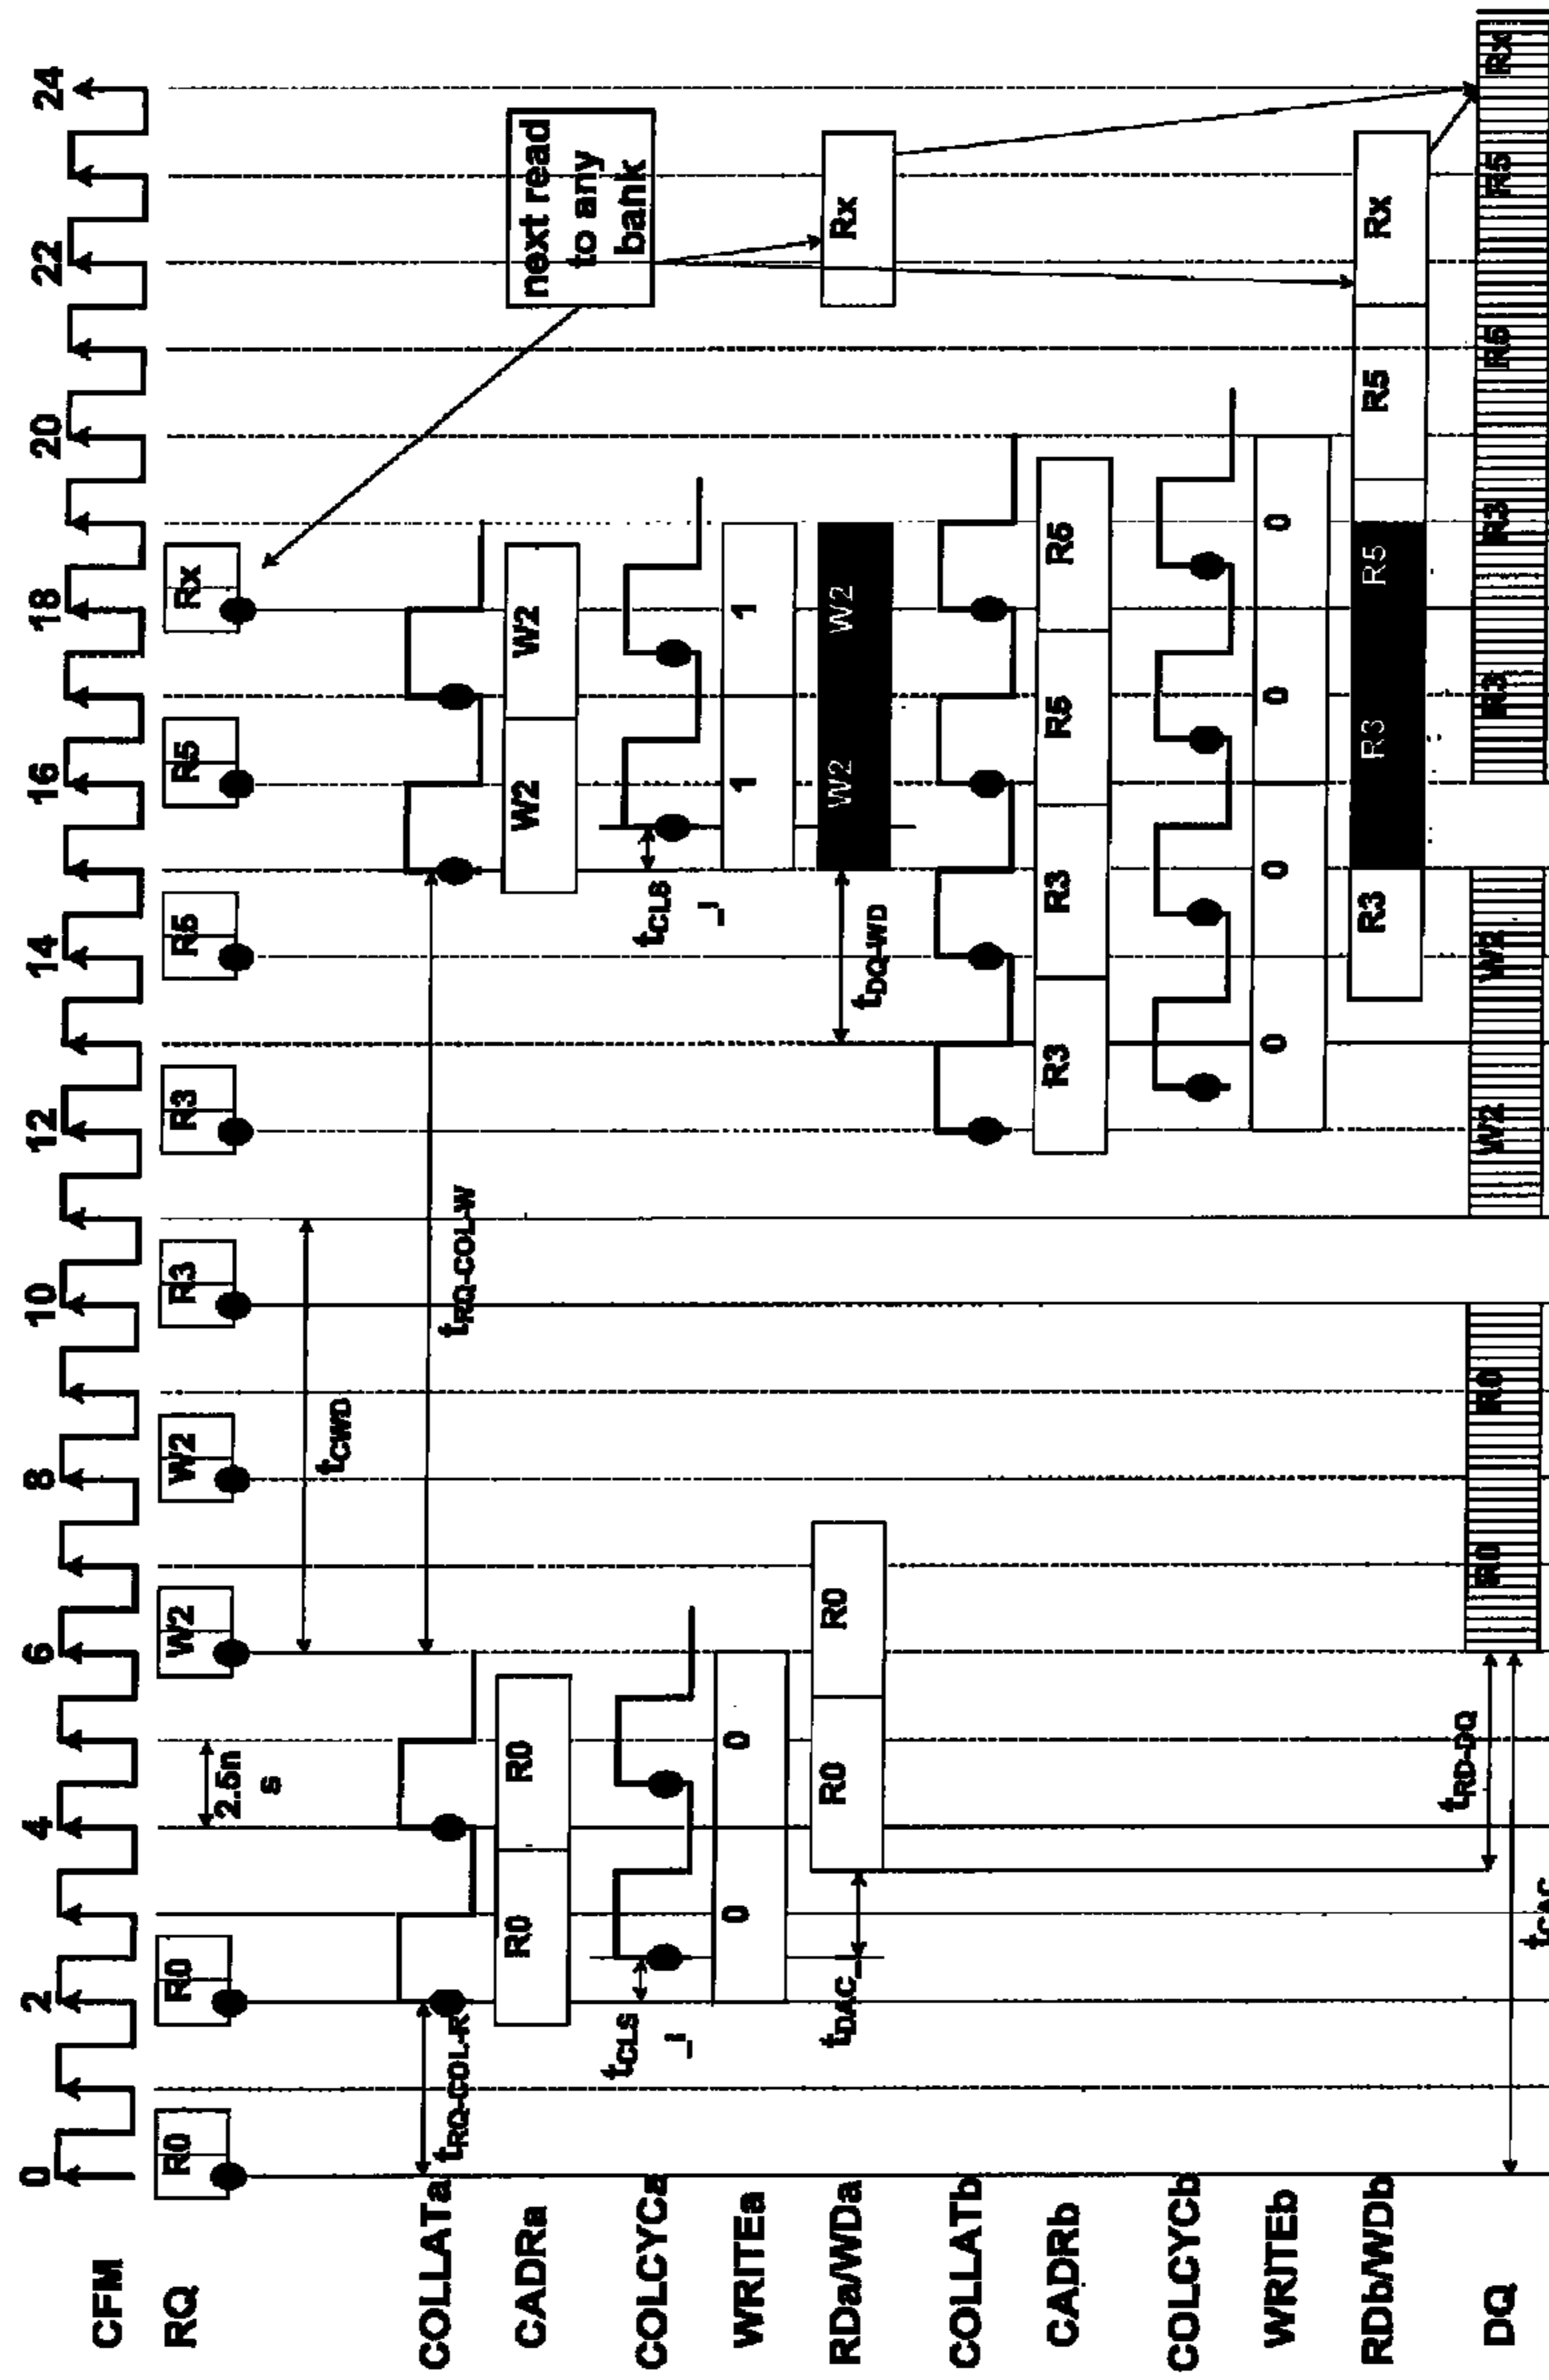 0 2 4 6 8 10 12 14 16 18 20 22 24
CFM
RQ R0 R0 W2 W2 R3 R3 R5 R5 Rx
2.5n
s
tCWD
next read
to any
bank
COLLATa
tRQ-COL-R
tRQ-COL-W
CADRa R0 R0 W2 W2
COLCYCa
tCLS
_I
tCLS
_I
WRITEa 0 0 1 1
RDa/WDa R0 R0 W2 W2 Rx
tDAC_
tDQ-WD
COLLATb
CADRb R3 R3 R5 R5
COLCYCb
WRITEb 0 0 0 0
RDb/WDb R3 R3 R5 R5 Rx
tRD-DQ
DQ R0 R0 W2 W2 R3 R3 R5 R5 Rx